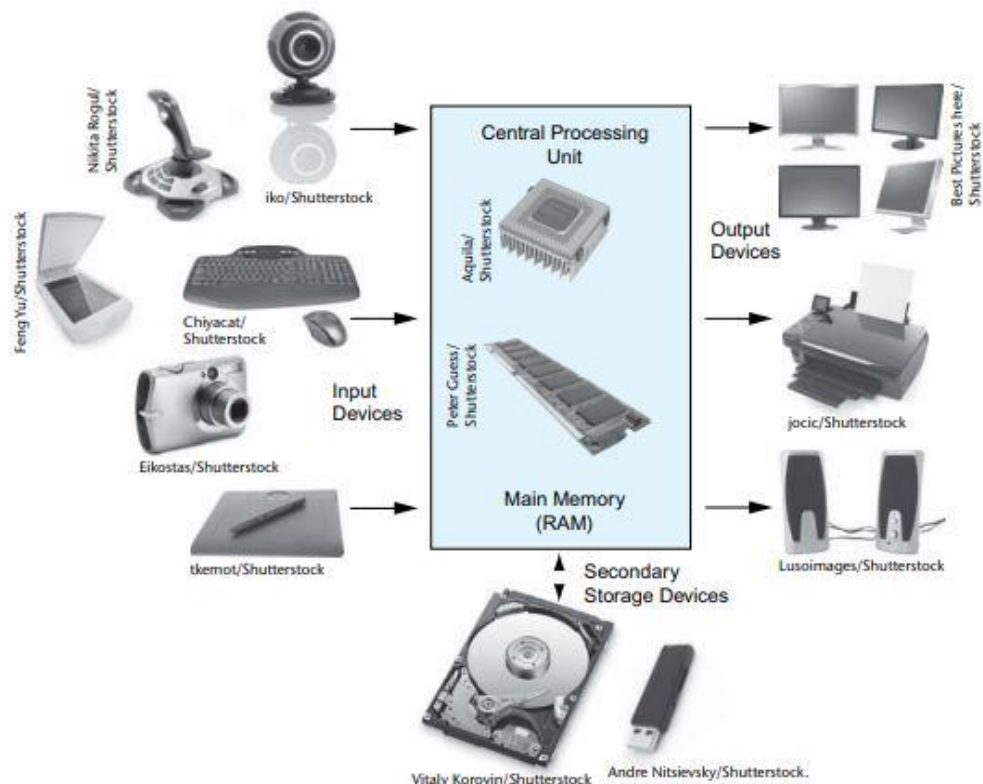 Nikita Rogul/
Shutterstock
iko/Shutterstock
Feng Yu/Shutterstock
Chiyacat/
Shutterstock
Input
Devices
Eikostas/Shutterstock
tkemot/Shutterstock
Central Processing
Unit
Aquila/
Shutterstock
Peter Guess/
Shutterstock
Main Memory
(RAM)
Output
Devices
Best Pictures here/
Shutterstock
jocic/Shutterstock
Lusoimages/Shutterstock
Secondary
Storage Devices
Vitaly Korovin/Shutterstock
Andre Nitsievsky/Shutterstock.